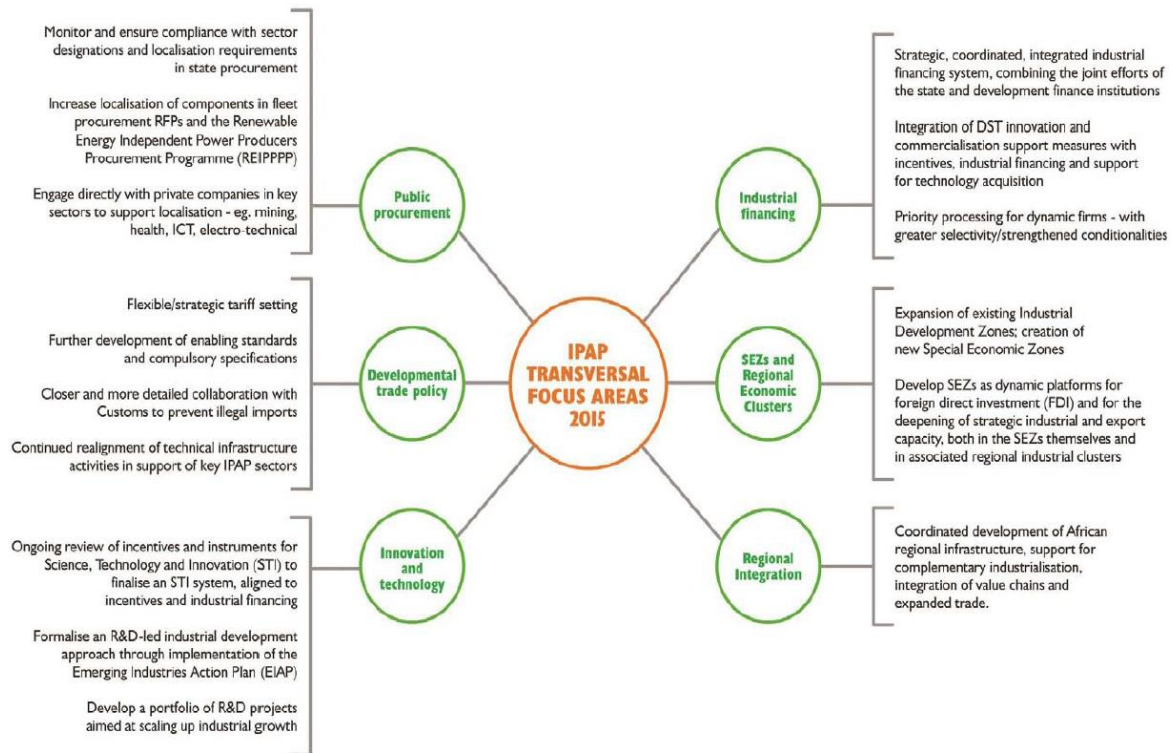 Monitor and ensure compliance with sector
designations and localisation requirements
in state procurement
Increase localisation of components in fleet
procurement RFPs and the Renewable
Energy Independent Power Producers
Procurement Programme (REIPPPP)
Engage directly with private companies in key
sectors to support localisation - eg. mining,
health, ICT, electro-technical
Public
procurement
Flexible/strategic tariff setting
Further development of enabling standards
and compulsory specifications
Closer and more detailed collaboration with
Customs to prevent illegal imports
Continued realignment of technical infrastructure
activities in support of key IPAP sectors
Developmental
trade policy
Ongoing review of incentives and instruments for
Science, Technology and Innovation (STI) to
finalise an STI system, aligned to
incentives and industrial financing
Formalise an R&D-led industrial development
approach through implementation of the
Emerging Industries Action Plan (EIAP)
Develop a portfolio of R&D projects
aimed at scaling up industrial growth
Innovation
and
technology
IPAP
TRANSVERSAL
FOCUS AREAS
2015
Industrial
financing
Strategic, coordinated, integrated industrial
financing system, combining the joint efforts of
the state and development finance institutions
Integration of DST innovation and
commercialisation support measures with
incentives, industrial financing and support
for technology acquisition
Priority processing for dynamic firms - with
greater selectivity/strengthened conditionalities
SEZs and
Regional
Economic
Clusters
Expansion of existing Industrial
Development Zones; creation of
new Special Economic Zones
Develop SEZs as dynamic platforms for
foreign direct investment (FDI) and for the
deepening of strategic industrial and export
capacity, both in the SEZs themselves and
in associated regional industrial clusters
Regional
Integration
Coordinated development of African
regional infrastructure, support for
complementary industrialisation,
integration of value chains and
expanded trade.